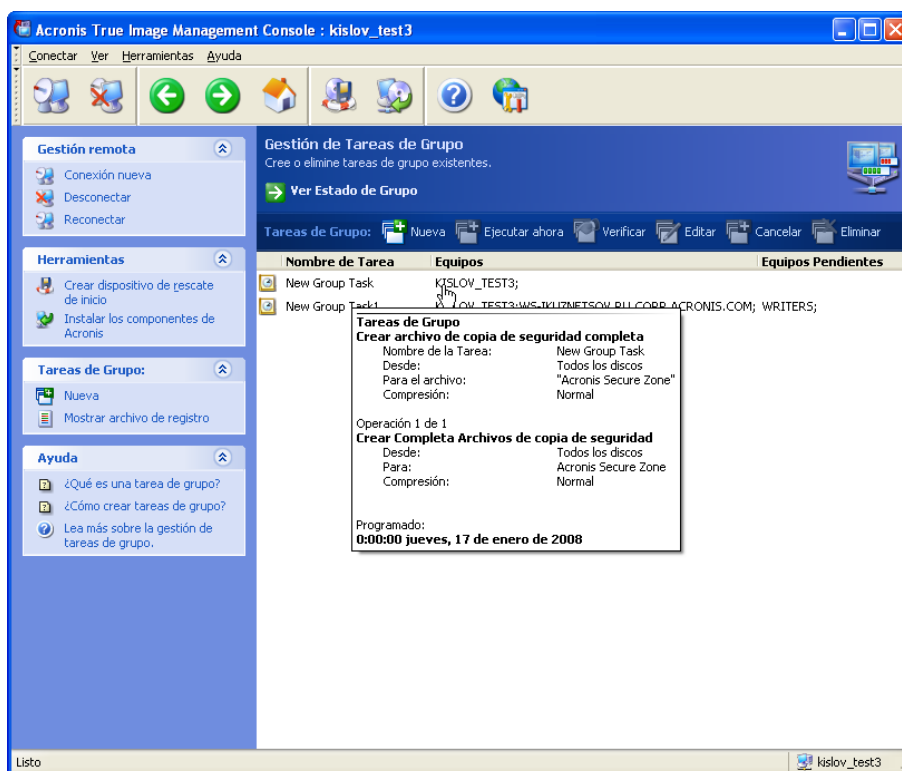 Acronis True Image Management Console : kislov_test3
Conectar Ver Herramientas Ayuda
Gestión remota
Conexión nueva
Desconectar
Reconectar
Herramientas
Crear dispositivo de rescate
de inicio
Instalar los componentes de
Acronis
Tareas de Grupo:
Nueva
Mostrar archivo de registro
Ayuda
¿Qué es una tarea de grupo?
¿Cómo crear tareas de grupo?
Lea más sobre la gestión de
tareas de grupo.
Gestión de Tareas de Grupo
Cree o elimine tareas de grupo existentes.
Ver Estado de Grupo
Tareas de Grupo: Nueva Ejecutar ahora Verificar Editar Cancelar Eliminar
Nombre de Tarea Equipos Equipos Pendientes
New Group Task KISLOV_TEST3;
New Group Task1 LOV_TEST3;WS-IKUZNETSOV.RU.CORP.ACRONIS.COM; WRITERS;
Tareas de Grupo
Crear archivo de copia de seguridad completa
Nombre de la Tarea: New Group Task
Desde: Todos los discos
Para el archivo: "Acronis Secure Zone"
Compresión: Normal
Operación 1 de 1
Crear Completa Archivos de copia de seguridad
Desde: Todos los discos
Para: Acronis Secure Zone
Compresión: Normal
Programado:
0:00:00 jueves, 17 de enero de 2008
Listo kislov_test3